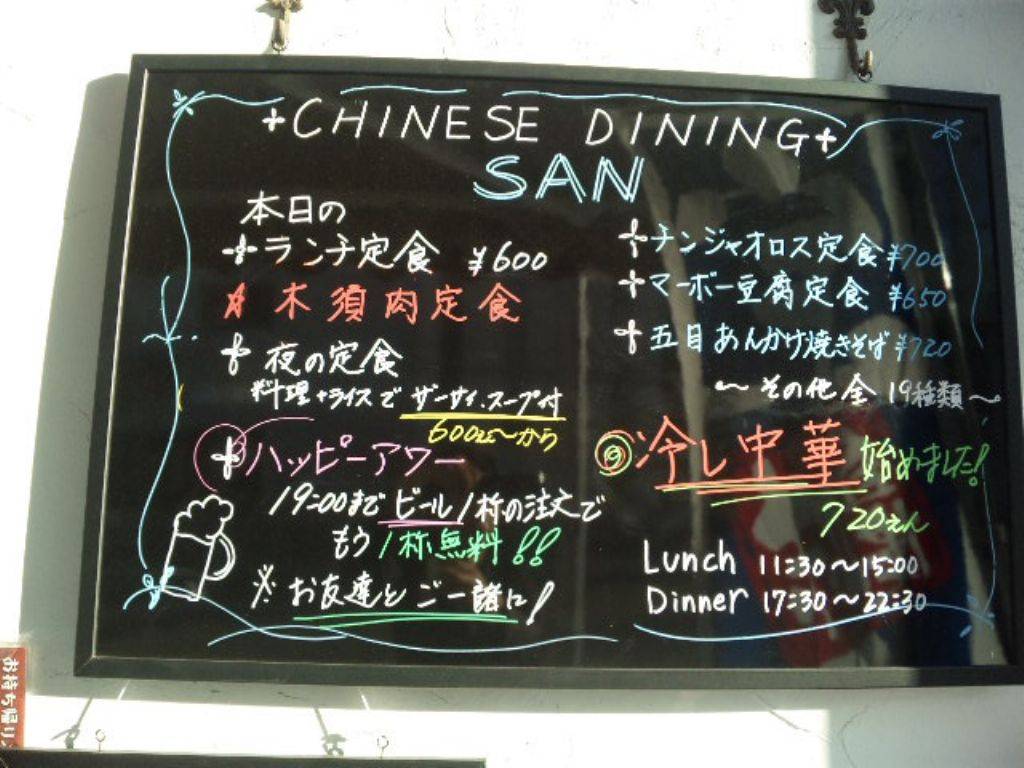 CHINESE DINING
SAN
本日の
ランチ定食 ¥600
木須肉定食
夜の定食
料理+ライスでザーサイ.スープ付
600えん〜から
ハッピーアワー
19:00までビール1杯の注文で
もう1杯無料!!
※お友達とご一諸に!
チンジャオロス定食 ¥700
マーボー豆腐定食 ¥650
五目あんかけ焼きそば ¥720
〜その他全19種類〜
冷し中華始めました!
720えん
Lunch 11:30〜15:00
Dinner 17:30〜22:30
お持ち帰り